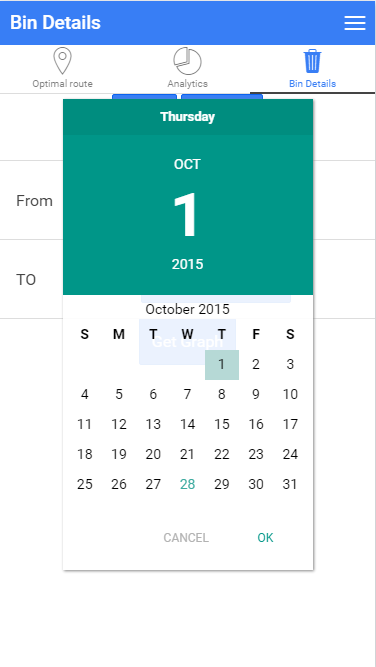 Bin Details
Optimal route Analytics Bin Details
Thursday
OCT
1
2015
From
TO
October 2015
S M T W T F S
Get Graph
1 2 3
4 5 6 7 8 9 10
11 12 13 14 15 16 17
18 19 20 21 22 23 24
25 26 27 28 29 30 31
CANCEL OK